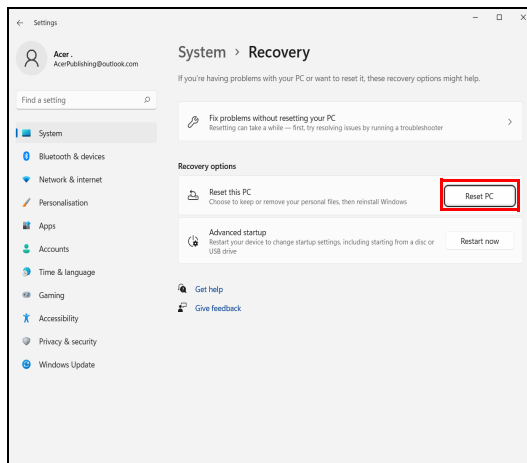 Settings
Acer .
AcerPublishing@outlook.com
Find a setting
System
Bluetooth & devices
Network & internet
Personalisation
Apps
Accounts
Time & language
Gaming
Accessibility
Privacy & security
Windows Update
System > Recovery
If you're having problems with your PC or want to reset it, these recovery options might help.
Fix problems without resetting your PC
Resetting can take a while — first, try resolving issues by running a troubleshooter
Recovery options
Reset this PC
Choose to keep or remove your personal files, then reinstall Windows
Reset PC
Advanced startup
Restart your device to change startup settings, including starting from a disc or
USB drive
Restart now
Get help
Give feedback